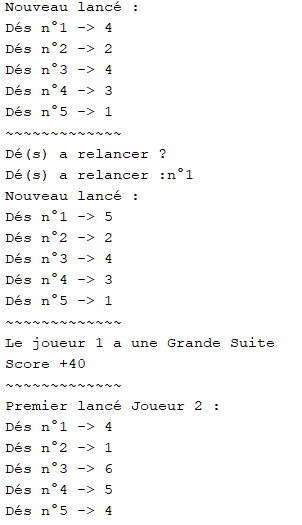 Nouveau lancé :
Dés n°1 -> 4
Dés n°2 -> 2
Dés n°3 -> 4
Dés n°4 -> 3
Dés n°5 -> 1
~~~~~~~~~~~~~
Dé(s) a relancer ?
Dé(s) a relancer :n°1
Nouveau lancé :
Dés n°1 -> 5
Dés n°2 -> 2
Dés n°3 -> 4
Dés n°4 -> 3
Dés n°5 -> 1
~~~~~~~~~~~~~
Le joueur 1 a une Grande Suite
Score +40
~~~~~~~~~~~~~
Premier lancé Joueur 2 :
Dés n°1 -> 4
Dés n°2 -> 1
Dés n°3 -> 6
Dés n°4 -> 5
Dés n°5 -> 4